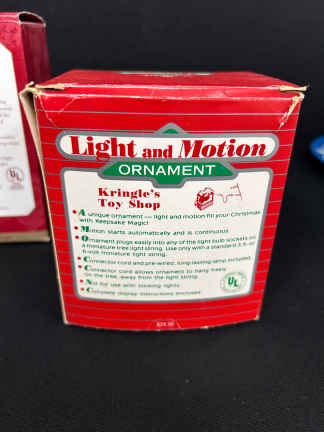 Light and Motion
ORNAMENT
Kringle's
Toy Shop
• A unique ornament — light and motion fill your Christmas
with Keepsake Magic!
• Motion starts automatically and is continuous.
• Ornament plugs easily into any of the light bulb sockets on
a miniature tree light string. Use only with a standard
miniature light string.
• Connector cord and pre-wired, long-lasting lamp included.
• Connector cord allows ornament to hang freely
on the tree, away from the light string.
• Not for use with blinking lights.
• Complete display instructions enclosed.
UL
UL